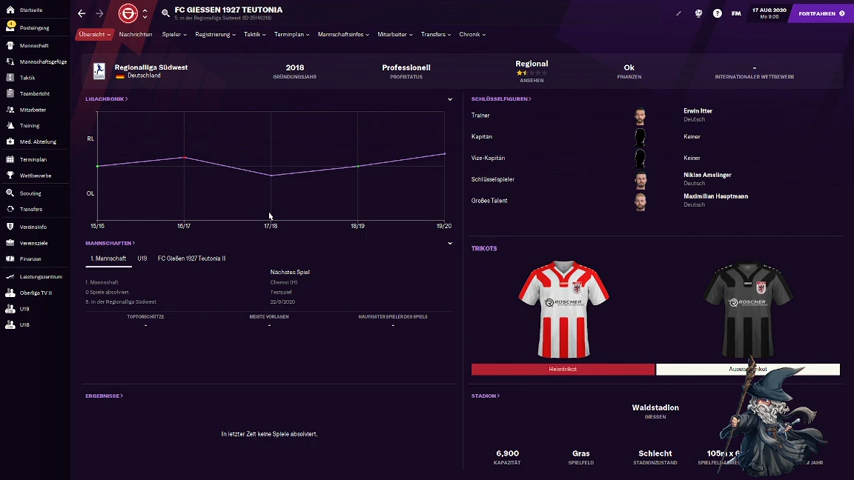 Startseite
FC GIESSEN 1927 TEUTONIA
5. in der Regionalliga Südwest
17 AUG 2020
Mo 9:00
FM
FORTFAHREN
Posteingang
Übersicht
Nachrichten
Spieler
Registrierung
Taktik
Terminplan
Mannschaftsinfos
Mitarbeiter
Transfers
Chronik
Mannschaft
Mannschaftsgefüge
Taktik
Teambericht
Mitarbeiter
Training
Med. Abteilung
Terminplan
Wettbewerbe
Scouting
Transfers
Vereinsinfo
Vereinsspiele
Finanzen
Leistungszentrum
Oberliga TV II
U19
U18
Regionalliga Südwest
Deutschland
2018
GRÜNDUNGSJAHR
Professionell
PROFISTATUS
Regional
ANSEHEN
Ok
FINANZEN
-
INTERNATIONALER WETTBEWERB
LIGACHRONIK
RL
OL
15/16
16/17
17/18
18/19
19/20
SCHLÜSSELFIGUREN
Trainer
Erwin Itter
Deutsch
Kapitän
Keiner
Vize-Kapitän
Keiner
Schlüsselspieler
Niklas Amslinger
Deutsch
Großes Talent
Maximilian Hauptmann
Deutsch
MANNSCHAFTEN
1. Mannschaft
U19
FC Gießen 1927 Teutonia II
1. Mannschaft
0 Spiele absolviert
5. in der Regionalliga Südwest
Nächstes Spiel
Testspiel
22/8/2020
TOPTORSCHÜTZE
-
MEISTE VORLAGEN
-
HÄUFIGSTER SPIELER DES SPIELS
-
TRIKOTS
ROSCHER
ROSCHER
Heimtrikot
ERGEBNISSE
In letzter Zeit keine Spiele absolviert.
STADION
Waldstadion
GIESSEN
6,900
KAPAZITÄT
Gras
SPIELFELD
Schlecht
STADIONZUSTAND